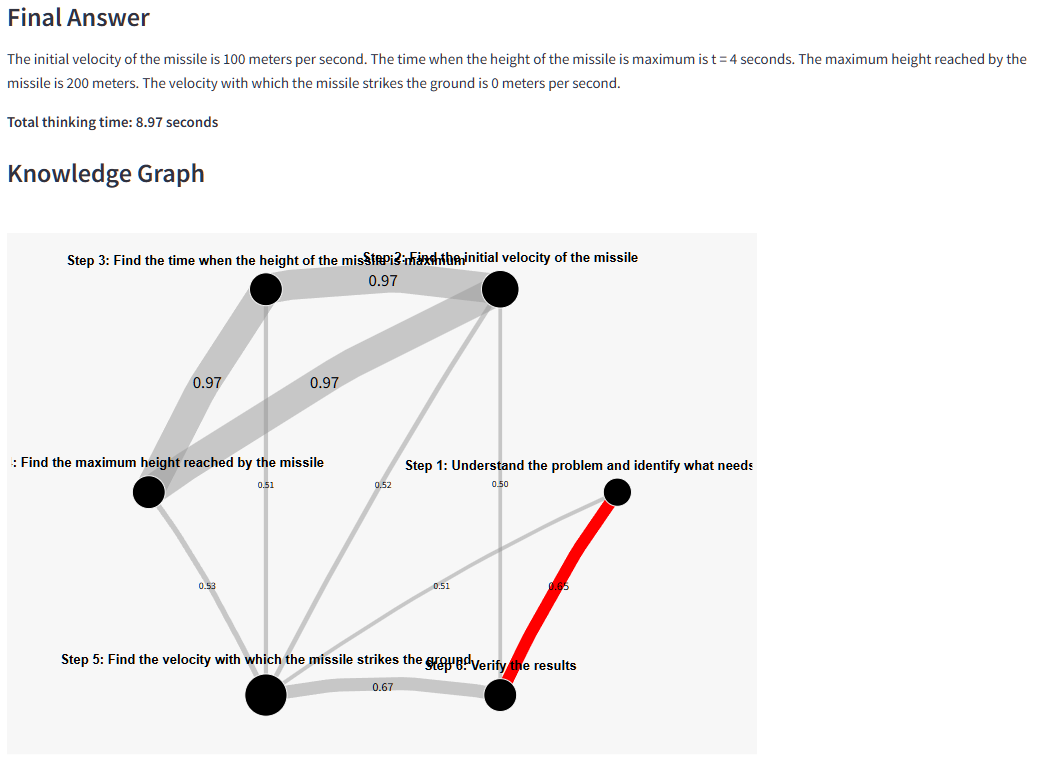 Final Answer
The initial velocity of the missile is 100 meters per second. The time when the height of the missile is maximum is t = 4 seconds. The maximum height reached by the
missile is 200 meters. The velocity with which the missile strikes the ground is 0 meters per second.
Total thinking time: 8.97 seconds
Knowledge Graph
Step 3: Find the time when the height of the missile is maximum
Step 2: Find the initial velocity of the missile
0.97
0.97
0.97
: Find the maximum height reached by the missile
Step 1: Understand the problem and identify what needs
0.51
0.52
0.50
0.53
0.51
0.65
Step 5: Find the velocity with which the missile strikes the ground
Step 6: Verify the results
0.67